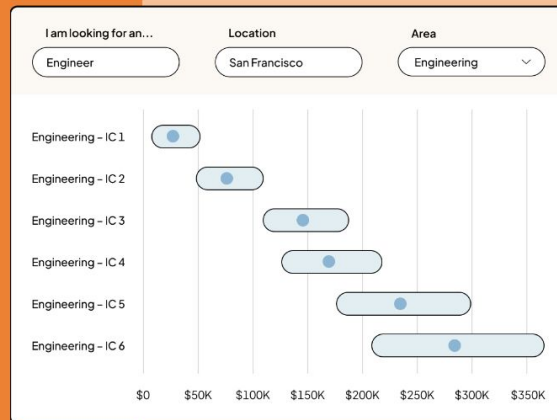 I am looking for an... Location Area
Engineer San Francisco Engineering
Engineering – IC 1
Engineering – IC 2
Engineering – IC 3
Engineering – IC 4
Engineering – IC 5
Engineering – IC 6
$0 $50K $100K $150K $200K $250K $300K $350K